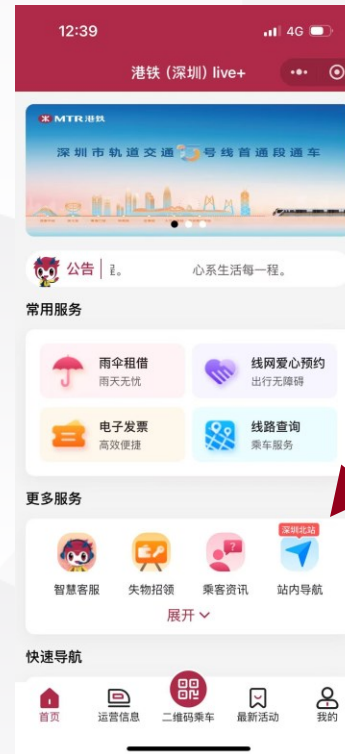 12:39
4G
港铁（深圳）live+
MTR 港铁
深圳市轨道交通13号线首通段通车
公告
心系生活每一程。
常用服务
雨伞租借
雨天无忧
线网爱心预约
出行无障碍
电子发票
高效便捷
线路查询
乘车服务
更多服务
深圳北站
智慧客服
失物招领
乘客资讯
站内导航
展开
快速导航
首页
运营信息
二维码乘车
最新活动
我的